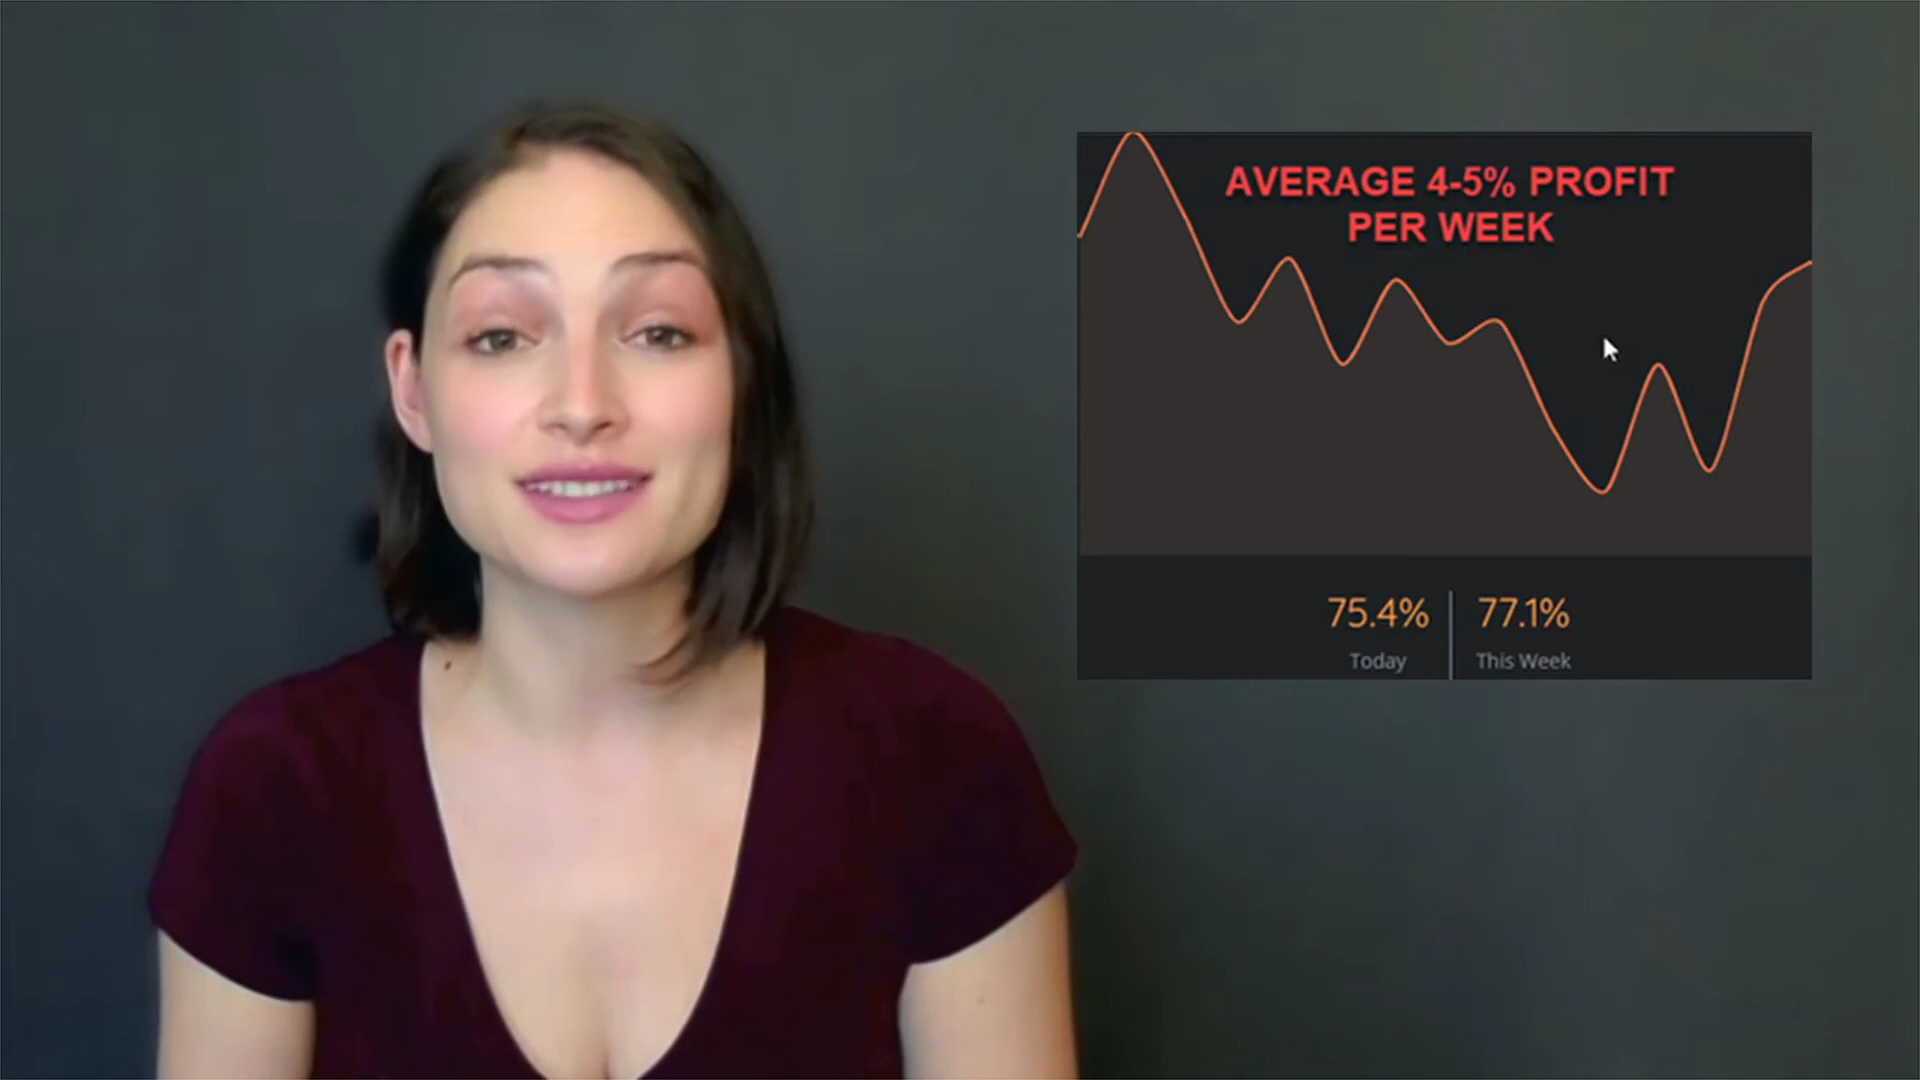 AVERAGE 4-5% PROFIT
PER WEEK
75.4% 77.1%
Today This Week